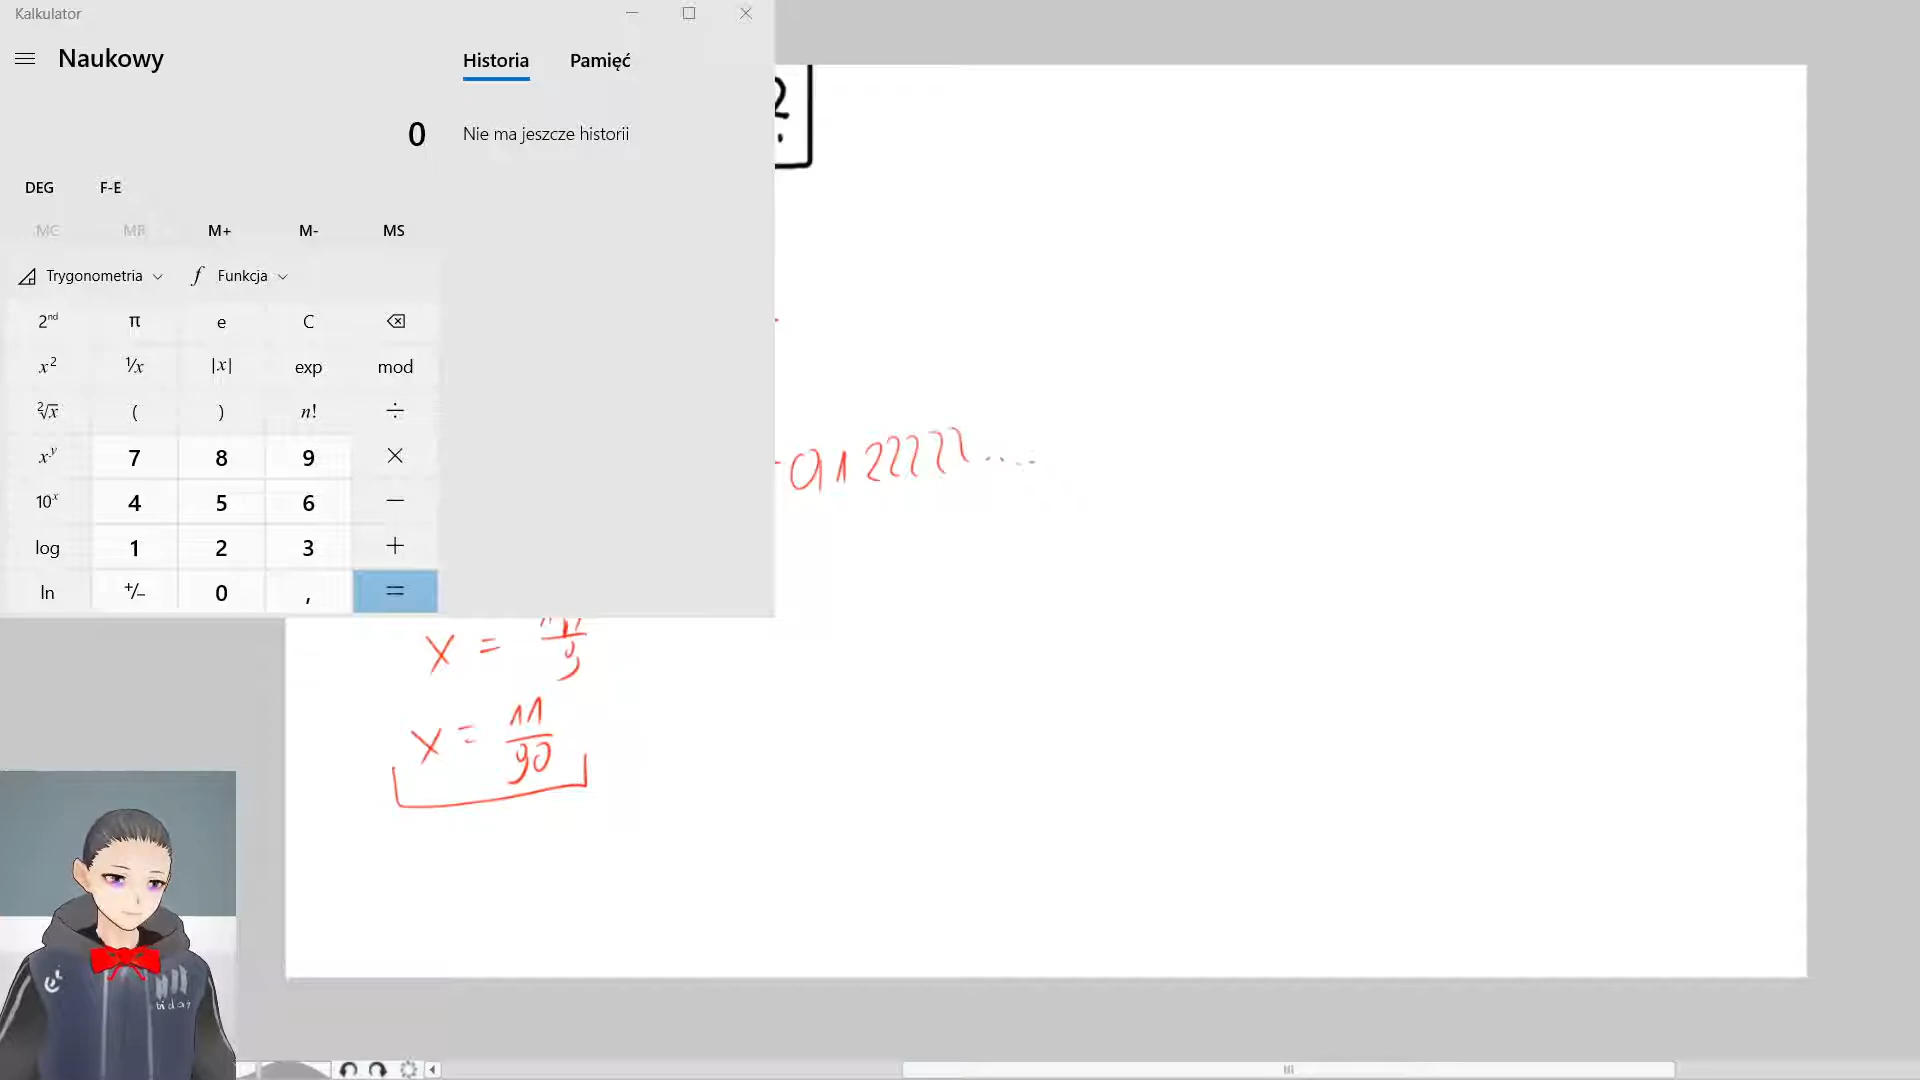 Kalkulator
Naukowy
Historia Pamięć
0
Nie ma jeszcze historii
DEG F-E
MC MR M+ M- MS
Trygonometria f Funkcja
2nd π e C
x² ¹/x |x| exp mod
²√x ( ) n! ÷
xʸ 7 8 9 ×
10ˣ 4 5 6 −
log 1 2 3 +
ln +/− 0 , =
?
- 0,122222....
x =
9
x = 11
90